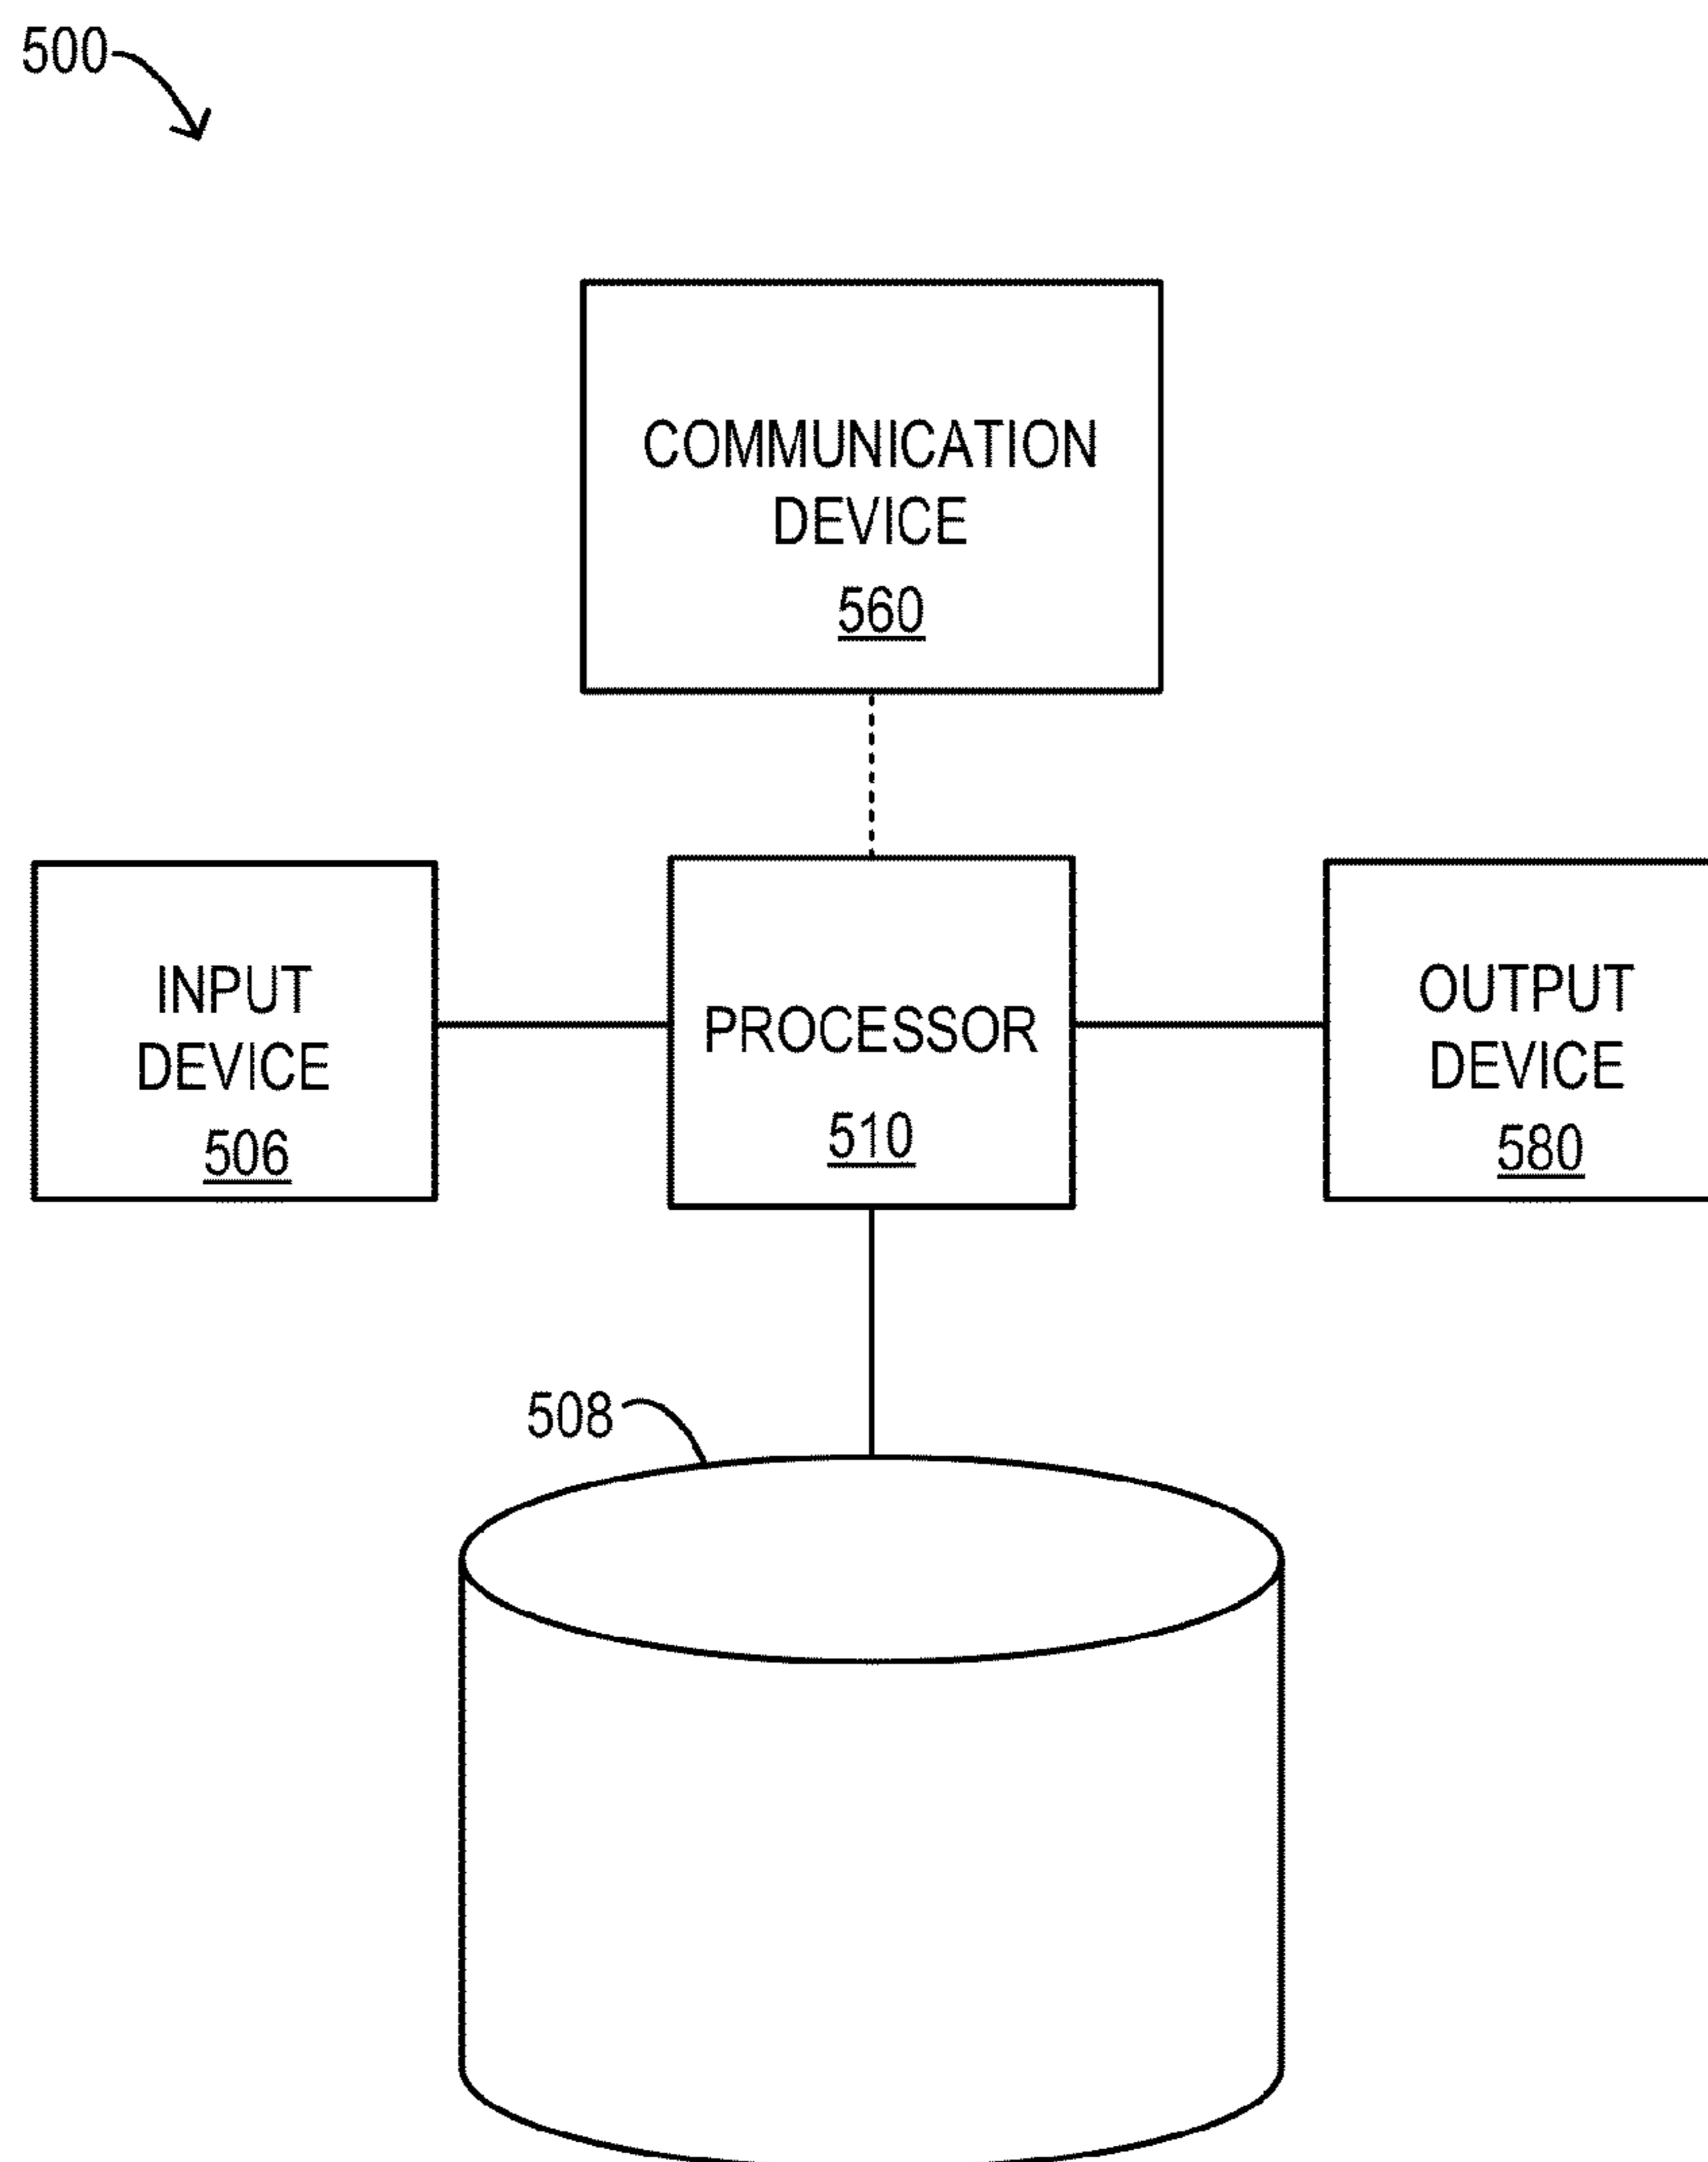 500
COMMUNICATION
DEVICE
560
INPUT
DEVICE
506
PROCESSOR
510
OUTPUT
DEVICE
580
508